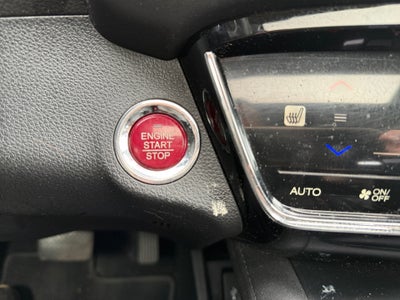 ENGINE
START
STOP
AUTO
ON/
OFF